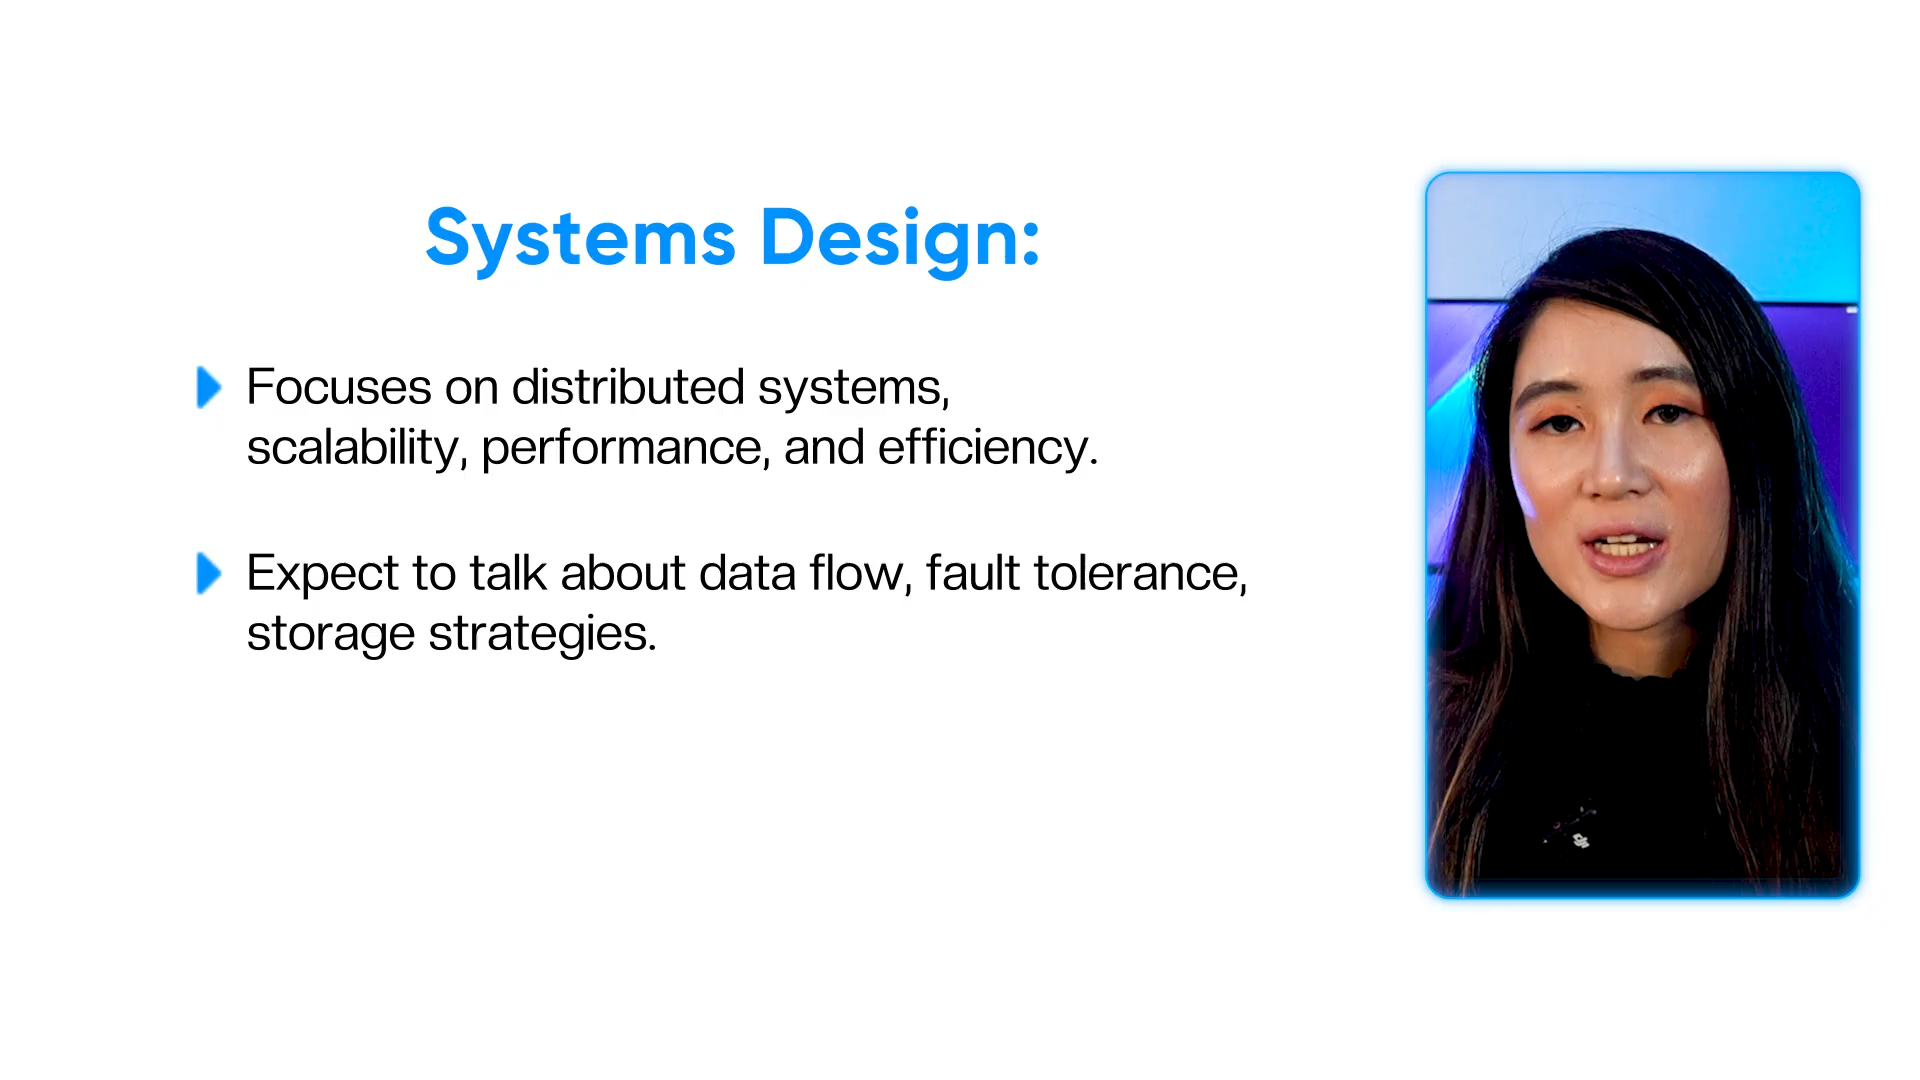 Systems Design:
Focuses on distributed systems,
scalability, performance, and efficiency.
Expect to talk about data flow, fault tolerance,
storage strategies.